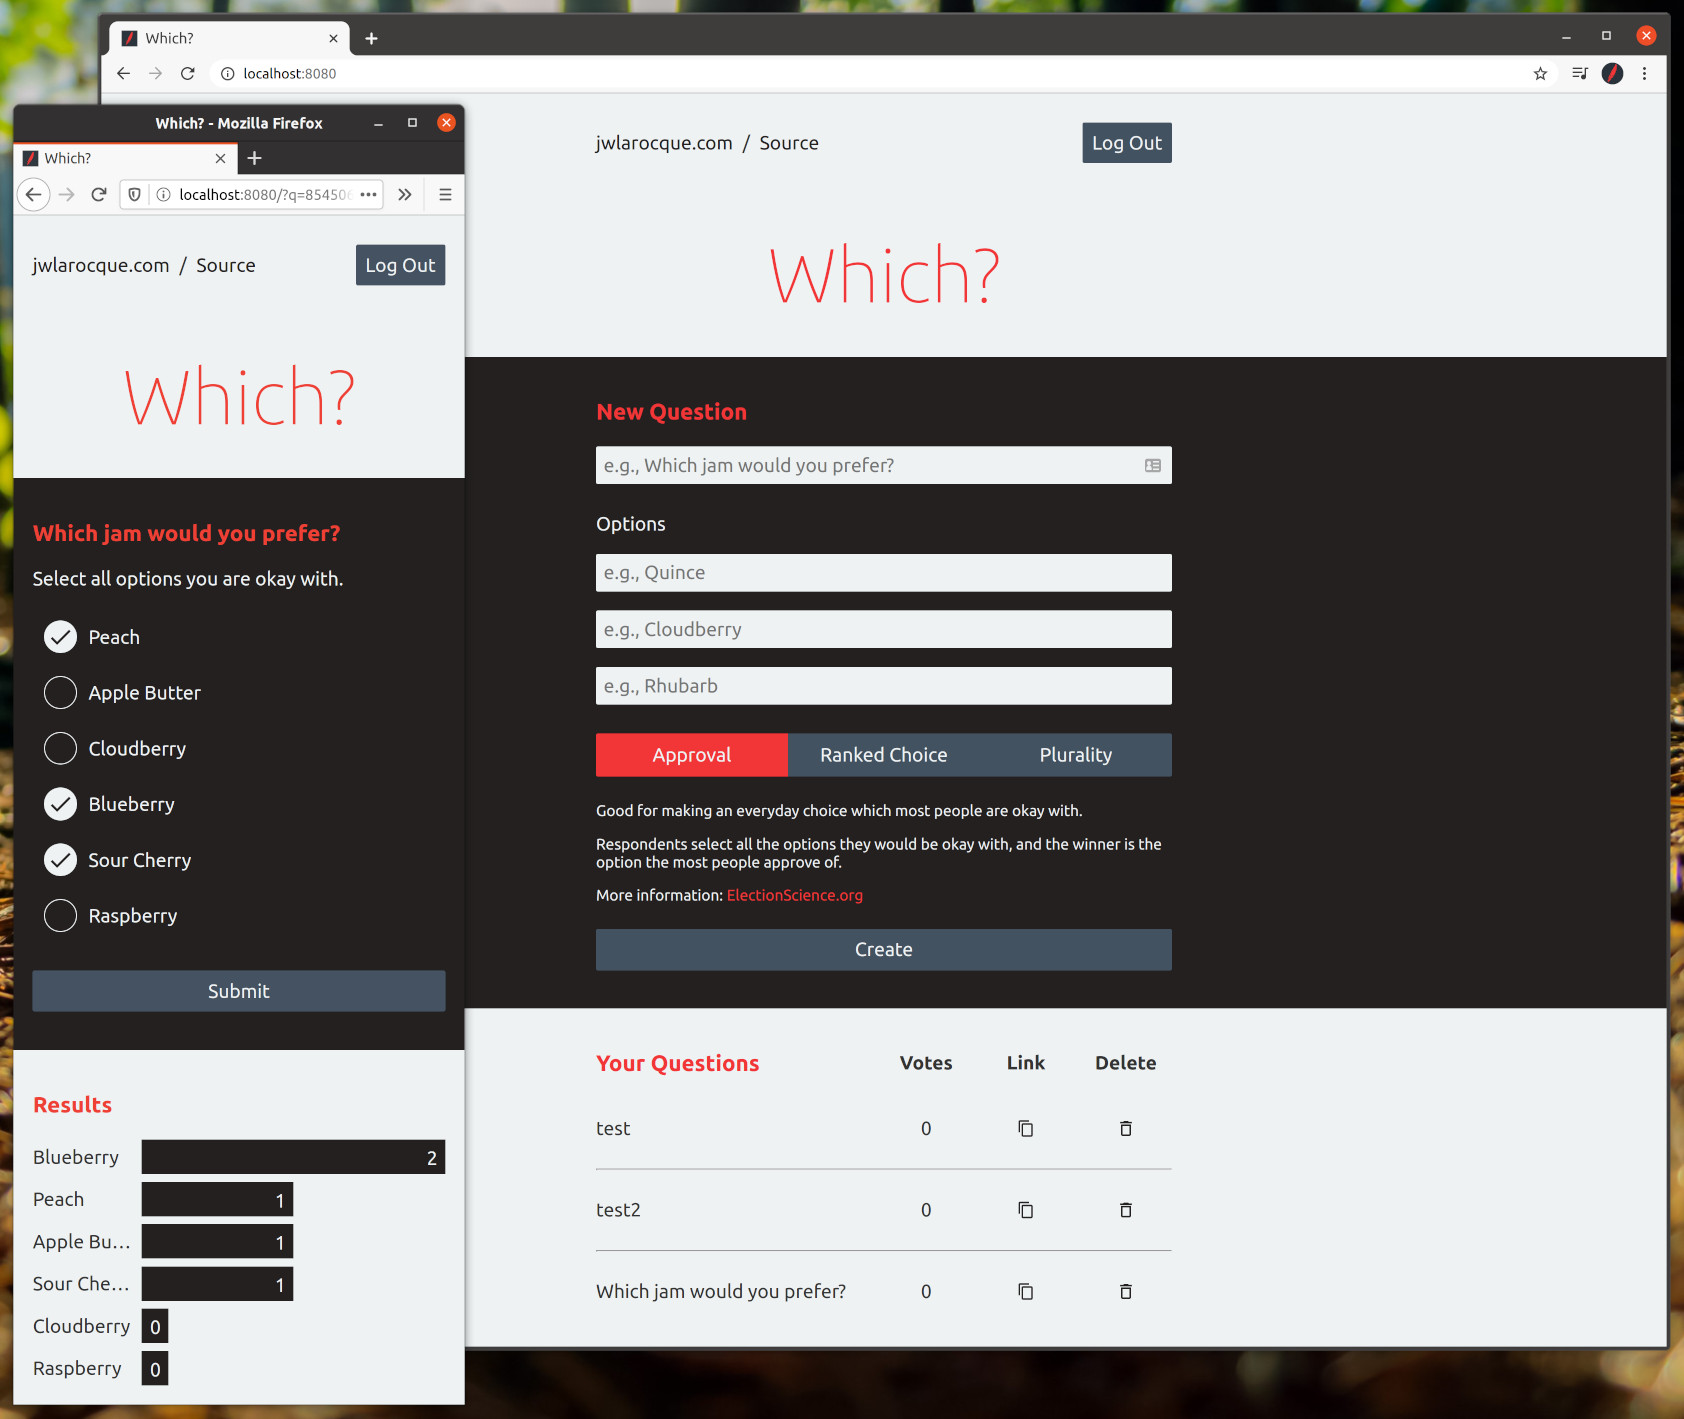 Which?
localhost:8080
jwlarocque.com / Source
Log Out
Which?
New Question
e.g., Which jam would you prefer?
Options
e.g., Quince
e.g., Cloudberry
e.g., Rhubarb
Approval Ranked Choice Plurality
Good for making an everyday choice which most people are okay with.
Respondents select all the options they would be okay with, and the winner is the
option the most people approve of.
More information: ElectionScience.org
Create
Your Questions Votes Link Delete
test 0
test2 0
Which jam would you prefer? 0
Which? - Mozilla Firefox
Which?
localhost:8080/?q=85450
jwlarocque.com / Source
Log Out
Which?
Which jam would you prefer?
Select all options you are okay with.
Peach
Apple Butter
Cloudberry
Blueberry
Sour Cherry
Raspberry
Submit
Results
Blueberry 2
Peach 1
Apple Bu... 1
Sour Che... 1
Cloudberry 0
Raspberry 0